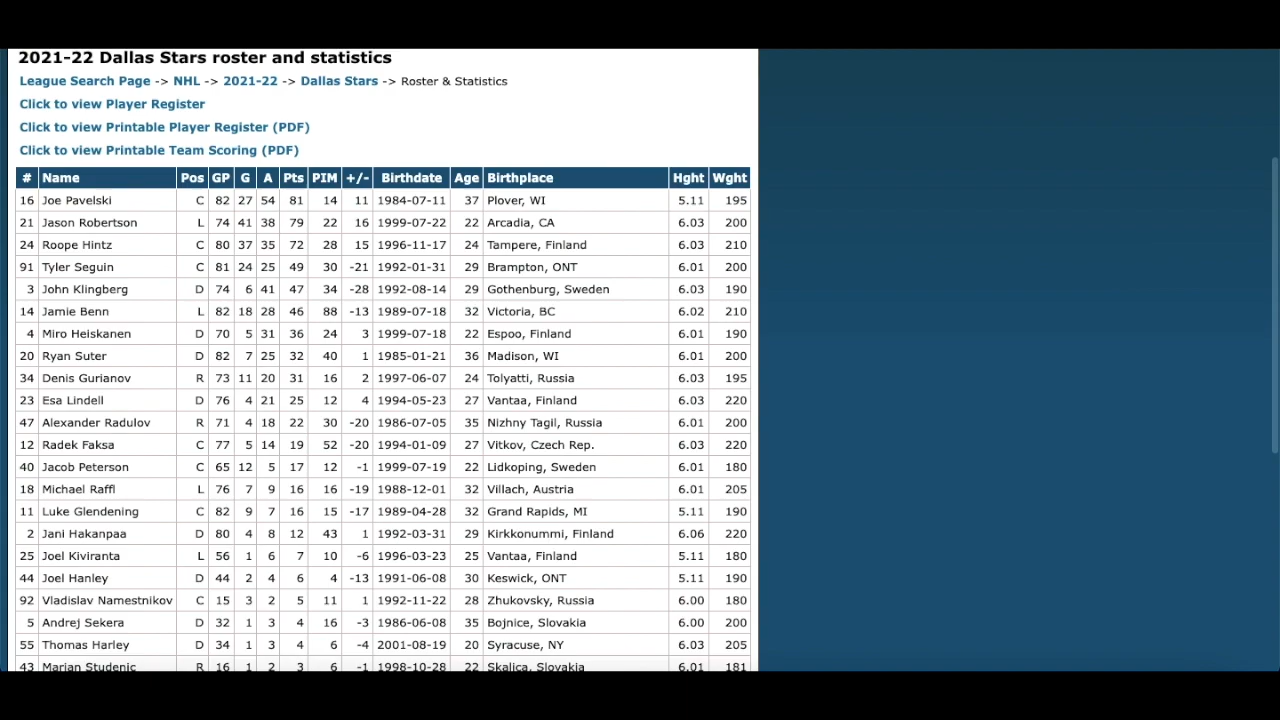 2021-22 Dallas Stars roster and statistics
League Search Page -> NHL -> 2021-22 -> Dallas Stars -> Roster & Statistics
Click to view Player Register
Click to view Printable Player Register (PDF)
Click to view Printable Team Scoring (PDF)
# Name Pos GP G A Pts PIM +/- Birthdate Age Birthplace Hght Wght
16 Joe Pavelski C 82 27 54 81 14 11 1984-07-11 37 Plover, WI 5.11 195
21 Jason Robertson L 74 41 38 79 22 16 1999-07-22 22 Arcadia, CA 6.03 200
24 Roope Hintz C 80 37 35 72 28 15 1996-11-17 24 Tampere, Finland 6.03 210
91 Tyler Seguin C 81 24 25 49 30 -21 1992-01-31 29 Brampton, ONT 6.01 200
3 John Klingberg D 74 6 41 47 34 -28 1992-08-14 29 Gothenburg, Sweden 6.03 190
14 Jamie Benn L 82 18 28 46 88 -13 1989-07-18 32 Victoria, BC 6.02 210
4 Miro Heiskanen D 70 5 31 36 24 3 1999-07-18 22 Espoo, Finland 6.01 190
20 Ryan Suter D 82 7 25 32 40 1 1985-01-21 36 Madison, WI 6.01 200
34 Denis Gurianov R 73 11 20 31 16 2 1997-06-07 24 Tolyatti, Russia 6.03 195
23 Esa Lindell D 76 4 21 25 12 4 1994-05-23 27 Vantaa, Finland 6.03 220
47 Alexander Radulov R 71 4 18 22 30 -20 1986-07-05 35 Nizhny Tagil, Russia 6.01 200
12 Radek Faksa C 77 5 14 19 52 -20 1994-01-09 27 Vitkov, Czech Rep. 6.03 220
40 Jacob Peterson C 65 12 5 17 12 -1 1999-07-19 22 Lidkoping, Sweden 6.01 180
18 Michael Raffl L 76 7 9 16 16 -19 1988-12-01 32 Villach, Austria 6.01 205
11 Luke Glendening C 82 9 7 16 15 -17 1989-04-28 32 Grand Rapids, MI 5.11 190
2 Jani Hakanpaa D 80 4 8 12 43 1 1992-03-31 29 Kirkkonummi, Finland 6.06 220
25 Joel Kiviranta L 56 1 6 7 10 -6 1996-03-23 25 Vantaa, Finland 5.11 180
44 Joel Hanley D 44 2 4 6 4 -13 1991-06-08 30 Keswick, ONT 5.11 190
92 Vladislav Namestnikov C 15 3 2 5 11 1 1992-11-22 28 Zhukovsky, Russia 6.00 180
5 Andrej Sekera D 32 1 3 4 16 -3 1986-06-08 35 Bojnice, Slovakia 6.00 200
55 Thomas Harley D 34 1 3 4 6 -4 2001-08-19 20 Syracuse, NY 6.03 205
43 Marian Studenic R 16 1 2 3 6 -1 1998-10-28 22 Skalica, Slovakia 6.01 181